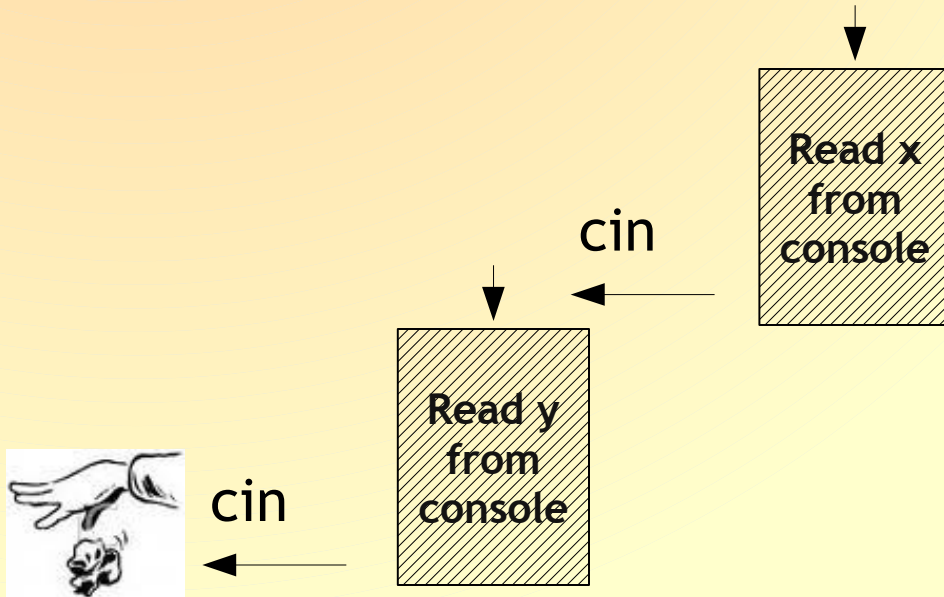 Read x
from
console
cin
Read y
from
console
cin